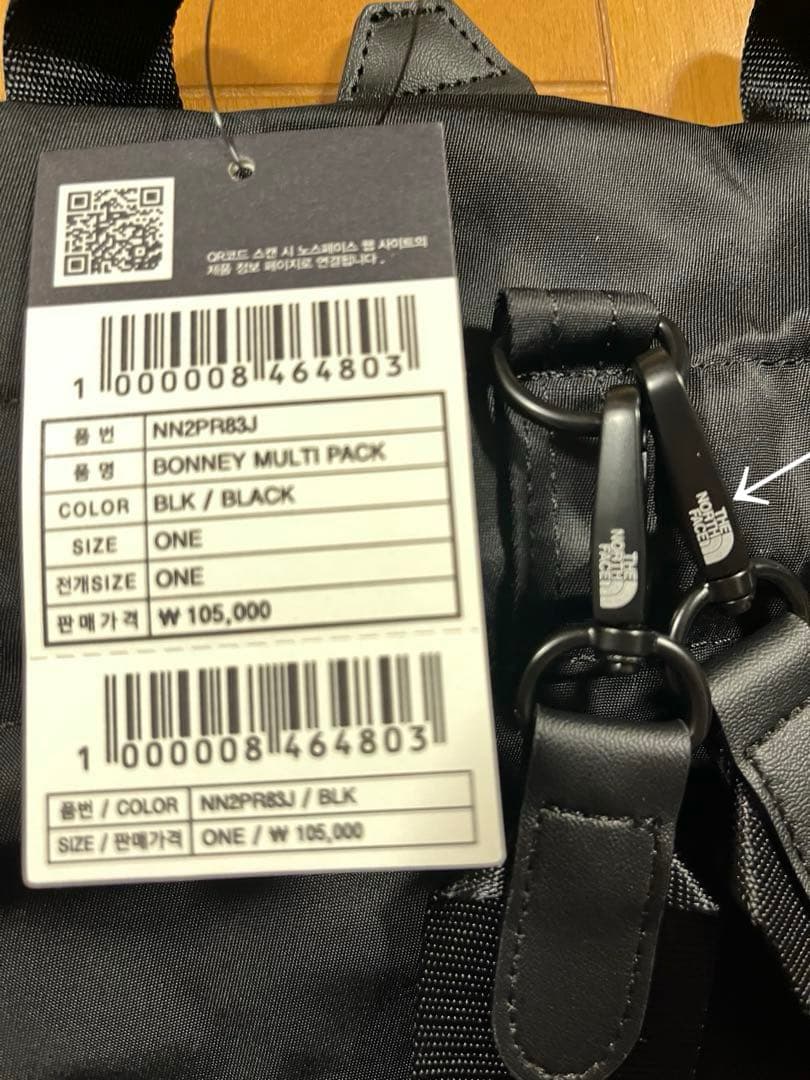 QR코드 스캔 시 노스페이스 웹 사이트의
제품 정보 페이지로 연결됩니다.
1 000008 464803
품 번 NN2PR83J
품 명 BONNEY MULTI PACK
COLOR BLK / BLACK
SIZE ONE
전개SIZE ONE
판매가격 ₩ 105,000
1 000008 464803
품번 / COLOR NN2PR83J / BLK
SIZE / 판매가격 ONE / ₩ 105,000
THE
NORTH
FACE
THE
NORTH
FACE